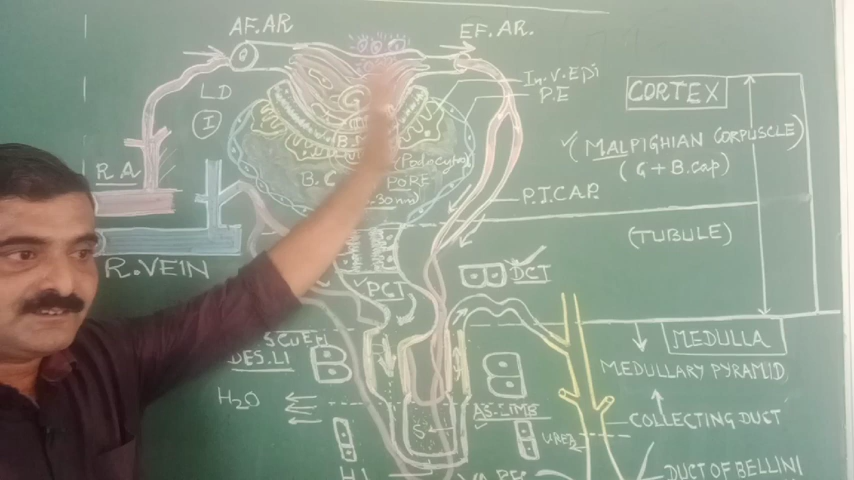 AF.AR
EF. AR.
LD
I
In.V.EPi
P.E
CORTEX
(MALPIGHIAN CORPUSCLE)
(G + B.cap)
R.A
(Podocyte)
PORE
P.T.CAP.
(TUBULE)
R.VEIN
DCT
PCT
MEDULLA
MEDULLARY PYRAMID
DES.LI
H2O
AS.LIMB
COLLECTING DUCT
UREA
DUCT OF BELLINI